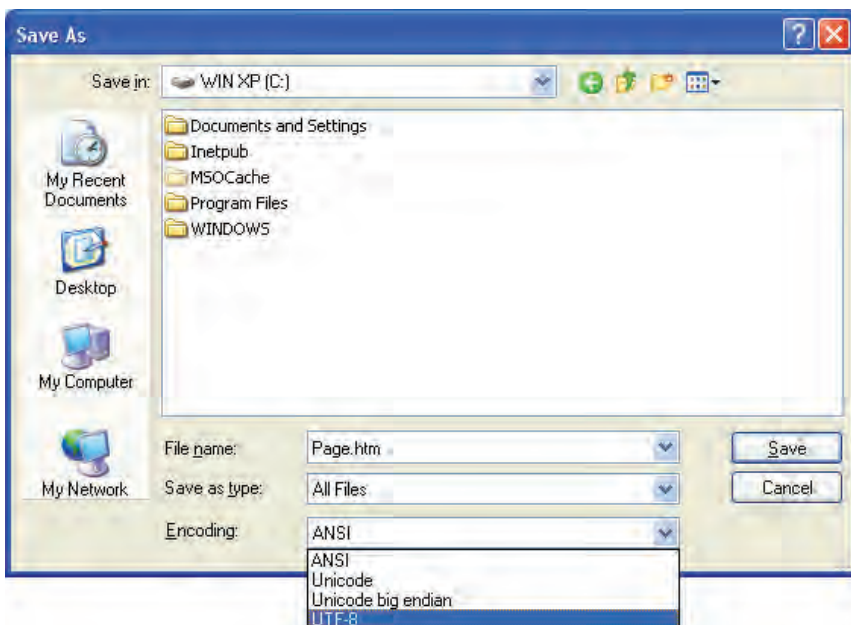 Save As
Save in:
WIN XP (C:)
My Recent
Documents
Desktop
My Computer
My Network
Documents and Settings
Inetpub
MSOCache
Program Files
WINDOWS
File name:
Page.htm
Save
Save as type:
All Files
Cancel
Encoding:
ANSI
ANSI
Unicode
Unicode big endian
UTF-8